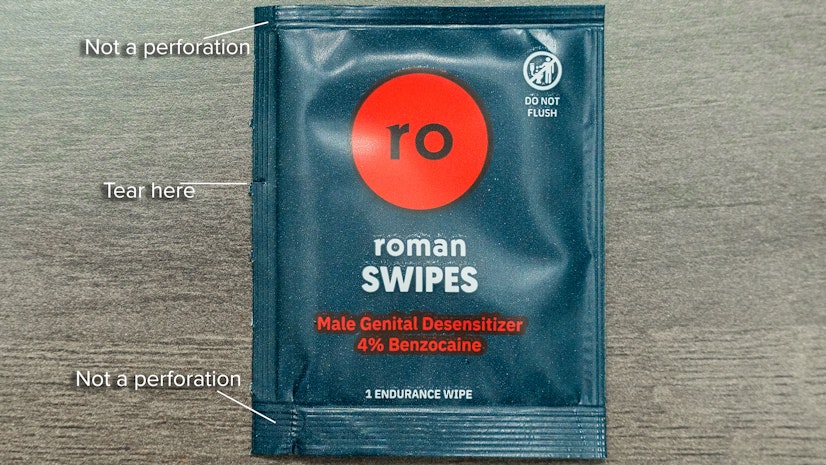 Not a perforation
DO NOT
FLUSH
ro
Tear here
roman
SWIPES
Male Genital Desensitizer
4% Benzocaine
Not a perforation
1 ENDURANCE WIPE